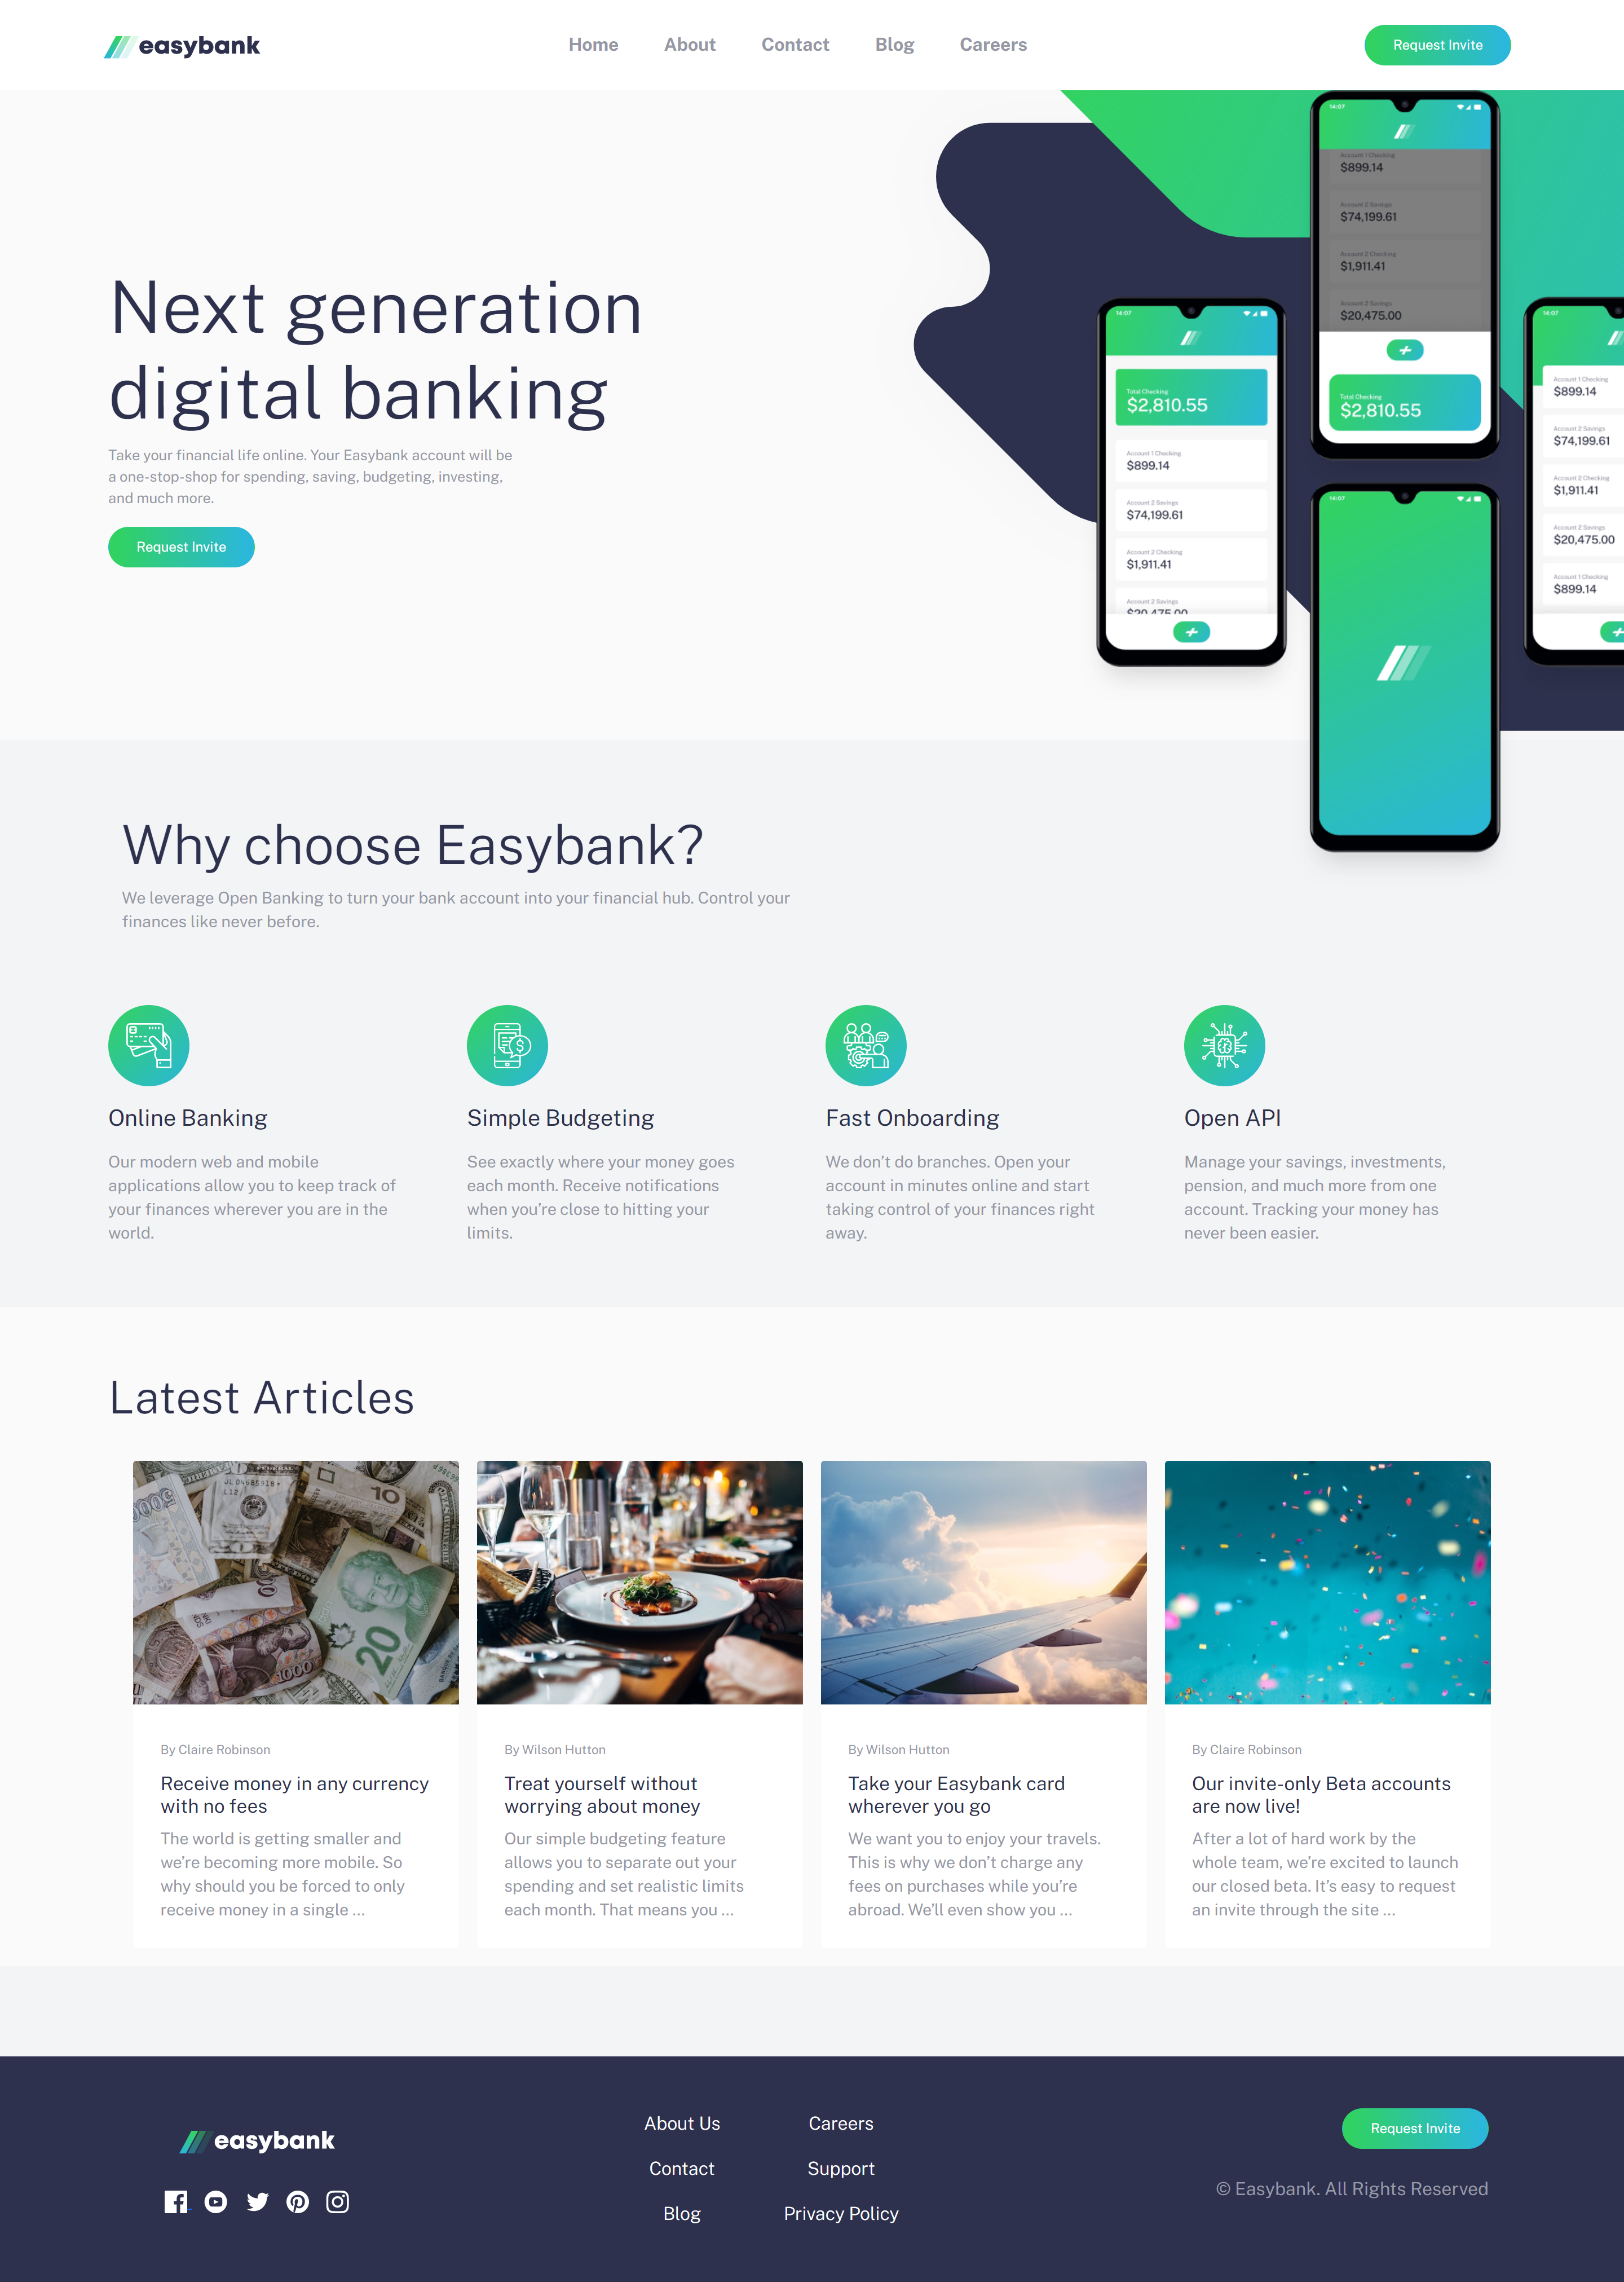 easybank
Home
About
Contact
Blog
Careers
Request Invite
Next generation
digital banking
Take your financial life online. Your Easybank account will be
a one-stop-shop for spending, saving, budgeting, investing,
and much more.
Request Invite
14:07
Account 1 Checking
$899.14
Account 2 Savings
$74,199.61
Account 2 Checking
$1,911.41
Account 2 Savings
$20,475.00
Total Checking
$2,810.55
14:07
Total Checking
$2,810.55
Account 1 Checking
$899.14
Account 2 Savings
$74,199.61
Account 2 Checking
$1,911.41
Account 2 Savings
$20,475.00
14:07
Account 1 Checking
$899.14
Account 2 Savings
$74,199.61
Account 2 Checking
$1,911.41
Account 2 Savings
$20,475.00
Account 1 Checking
$899.14
14:07
Why choose Easybank?
We leverage Open Banking to turn your bank account into your financial hub. Control your
finances like never before.
Online Banking
Our modern web and mobile
applications allow you to keep track of
your finances wherever you are in the
world.
Simple Budgeting
See exactly where your money goes
each month. Receive notifications
when you’re close to hitting your
limits.
Fast Onboarding
We don’t do branches. Open your
account in minutes online and start
taking control of your finances right
away.
Open API
Manage your savings, investments,
pension, and much more from one
account. Tracking your money has
never been easier.
Latest Articles
10
20
1000
By Claire Robinson
Receive money in any currency
with no fees
The world is getting smaller and
we’re becoming more mobile. So
why should you be forced to only
receive money in a single …
By Wilson Hutton
Treat yourself without
worrying about money
Our simple budgeting feature
allows you to separate out your
spending and set realistic limits
each month. That means you …
By Wilson Hutton
Take your Easybank card
wherever you go
We want you to enjoy your travels.
This is why we don’t charge any
fees on purchases while you’re
abroad. We’ll even show you …
By Claire Robinson
Our invite-only Beta accounts
are now live!
After a lot of hard work by the
whole team, we’re excited to launch
our closed beta. It’s easy to request
an invite through the site …
easybank
About Us
Contact
Blog
Careers
Support
Privacy Policy
Request Invite
© Easybank. All Rights Reserved